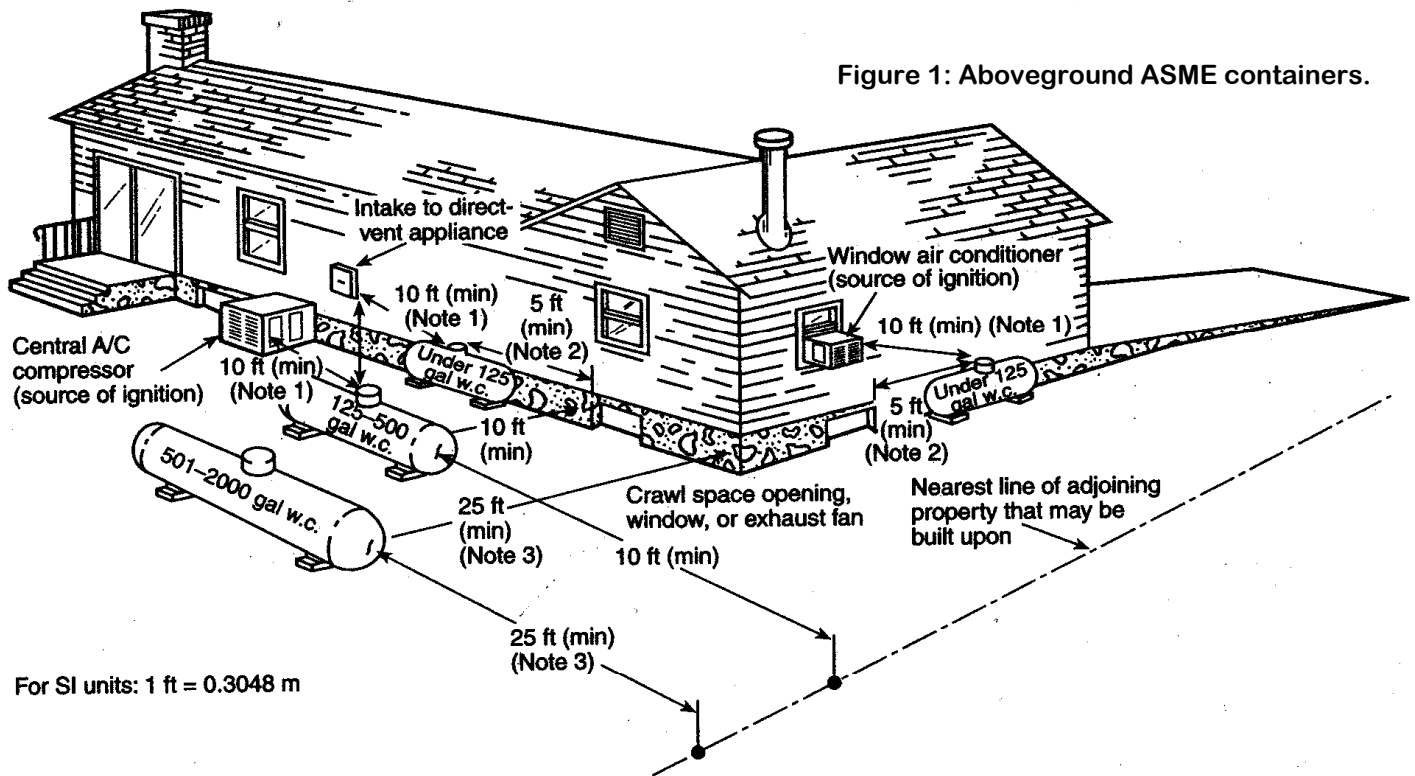 Figure 1: Aboveground ASME containers.
Intake to direct-
vent appliance
Window air conditioner
(source of ignition)
10 ft (min)
(Note 1)
5 ft
(min)
(Note 2)
10 ft (min) (Note 1)
Central A/C
compressor
(source of ignition)
10 ft (min)
(Note 1)
Under 125
gal w.c.
Under 125
gal w.c.
125–500
gal w.c.
10 ft
(min)
5 ft
(min)
(Note 2)
501–2000 gal w.c.
25 ft
(min)
(Note 3)
Crawl space opening,
window, or exhaust fan
Nearest line of adjoining
property that may be
built upon
10 ft (min)
25 ft (min)
(Note 3)
For SI units: 1 ft = 0.3048 m